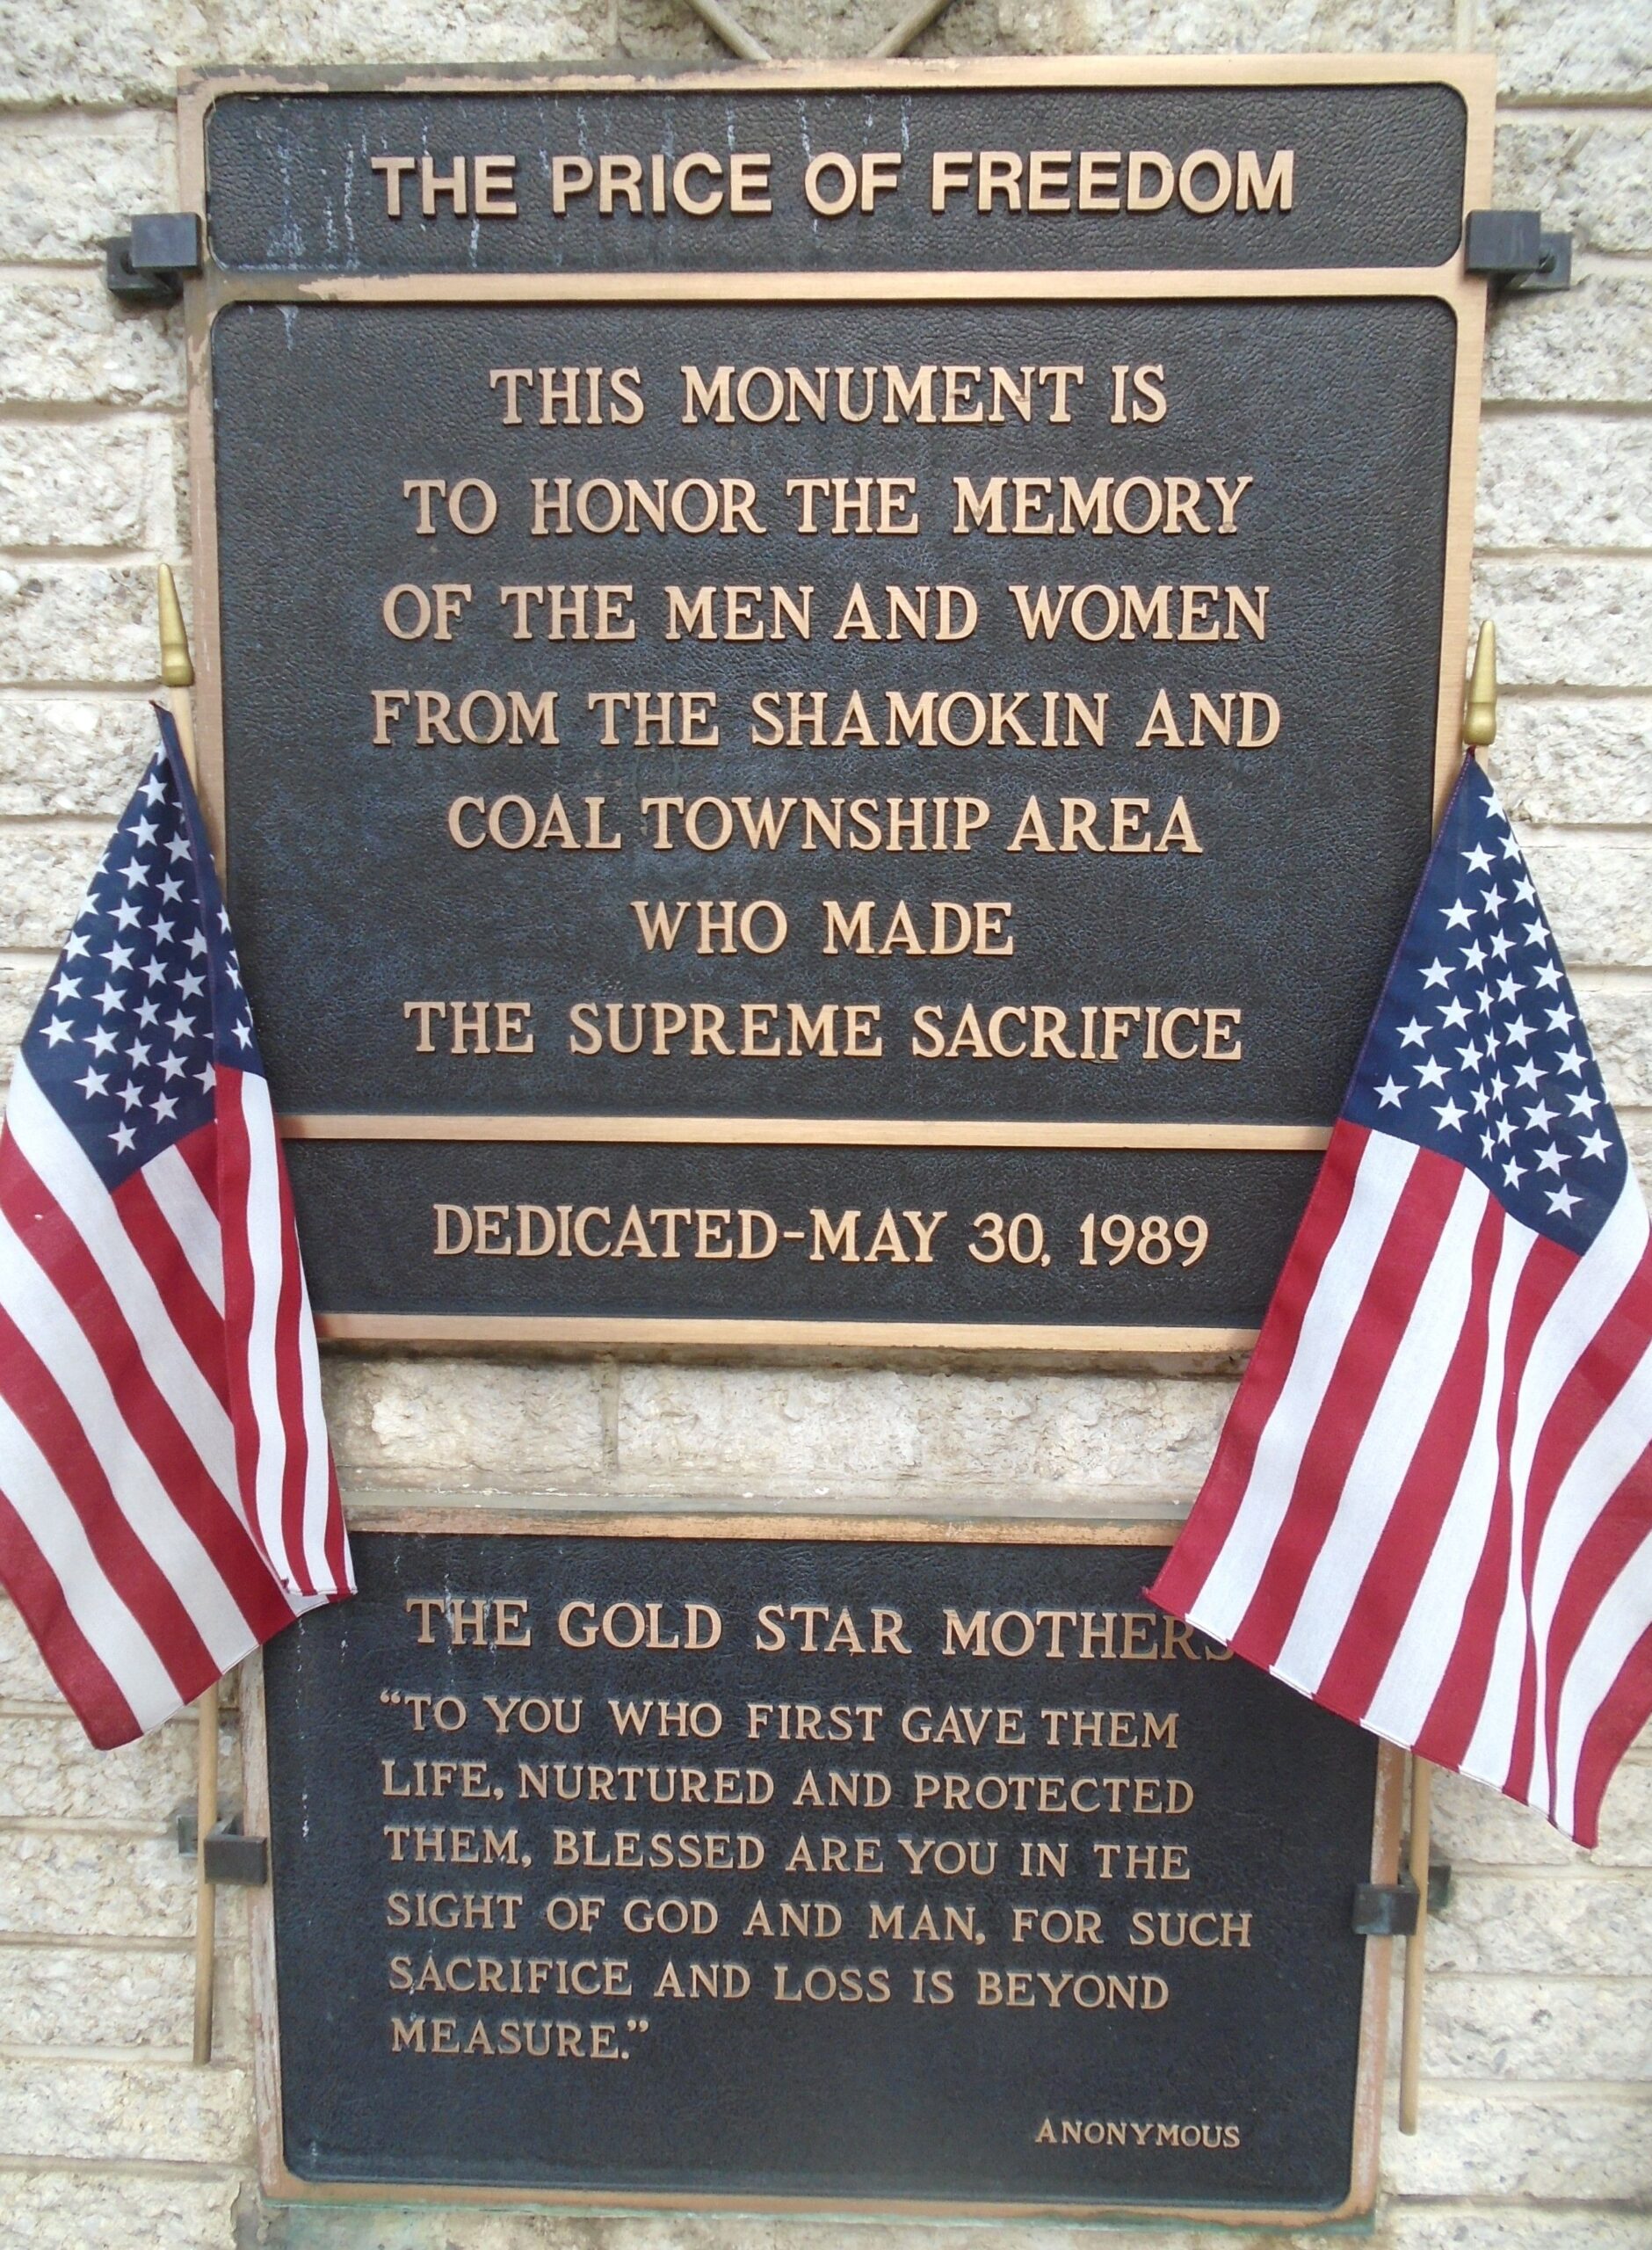 THE PRICE OF FREEDOM
THIS MONUMENT IS
TO HONOR THE MEMORY
OF THE MEN AND WOMEN
FROM THE SHAMOKIN AND
COAL TOWNSHIP AREA
WHO MADE
THE SUPREME SACRIFICE
DEDICATED-MAY 30, 1989
THE GOLD STAR MOTHERS
“TO YOU WHO FIRST GAVE THEM
LIFE, NURTURED AND PROTECTED
THEM, BLESSED ARE YOU IN THE
SIGHT OF GOD AND MAN, FOR SUCH
SACRIFICE AND LOSS IS BEYOND
MEASURE.”
ANONYMOUS